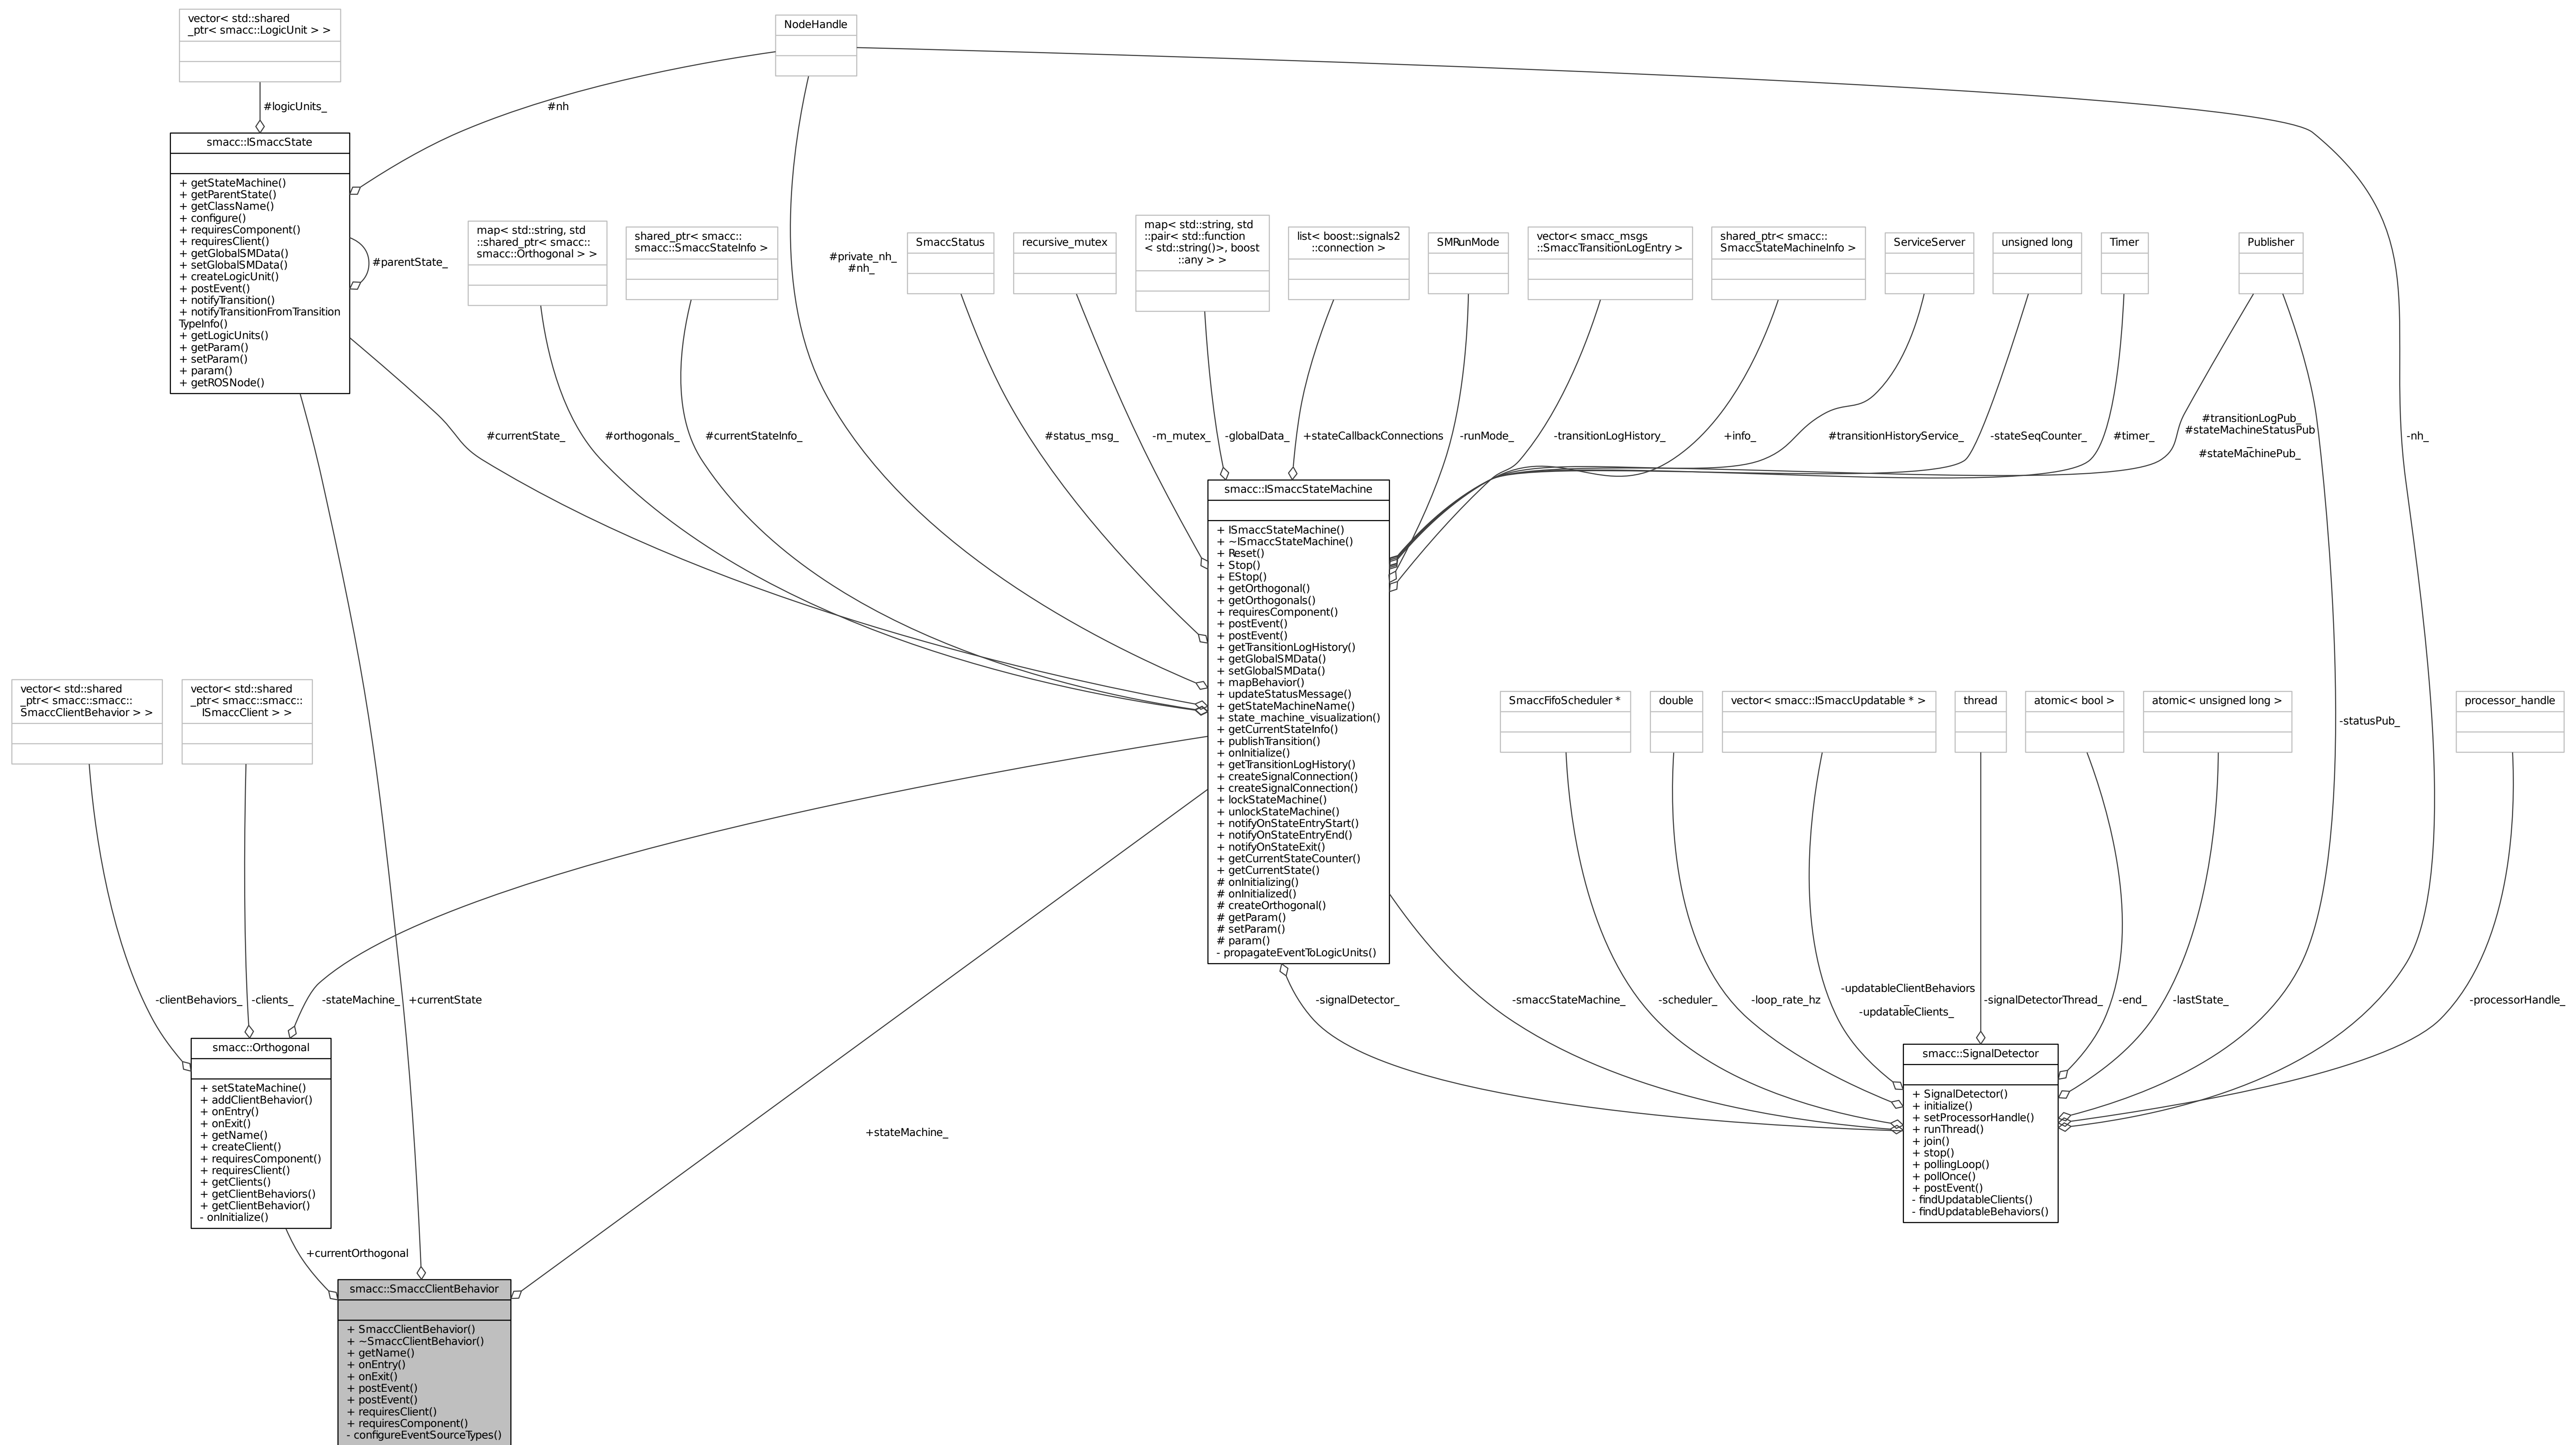 vector< std::shared
_ptr< smacc::LogicUnit > >
NodeHandle
#logicUnits_
#nh
smacc::ISmaccState
+ getStateMachine()
+ getParentState()
+ getClassName()
+ configure()
+ requiresComponent()
+ requiresClient()
+ getGlobalSMData()
+ setGlobalSMData()
+ createLogicUnit()
+ postEvent()
+ notifyTransition()
+ notifyTransitionFromTransition
TypeInfo()
+ getLogicUnits()
+ getParam()
+ setParam()
+ param()
+ getROSNode()
#parentState_
map< std::string, std
::shared_ptr< smacc::
smacc::Orthogonal > >
shared_ptr< smacc::
smacc::SmaccStateInfo >
#private_nh_
#nh_
SmaccStatus
recursive_mutex
map< std::string, std
::pair< std::function
< std::string()>, boost
::any > >
list< boost::signals2
::connection >
SMRunMode
vector< smacc_msgs
::SmaccTransitionLogEntry >
shared_ptr< smacc::
SmaccStateMachineInfo >
ServiceServer
unsigned long
Timer
Publisher
#currentState_
#orthogonals_
#currentStateInfo_
#status_msg_
-m_mutex_
-globalData_
+stateCallbackConnections
-runMode_
-transitionLogHistory_
+info_
#transitionHistoryService_
-stateSeqCounter_
#timer_
#transitionLogPub_
#stateMachineStatusPub
_
#stateMachinePub_
-nh_
smacc::ISmaccStateMachine
+ ISmaccStateMachine()
+ ~ISmaccStateMachine()
+ Reset()
+ Stop()
+ EStop()
+ getOrthogonal()
+ getOrthogonals()
+ requiresComponent()
+ postEvent()
+ postEvent()
+ getTransitionLogHistory()
+ getGlobalSMData()
+ setGlobalSMData()
+ mapBehavior()
+ updateStatusMessage()
+ getStateMachineName()
+ state_machine_visualization()
+ getCurrentStateInfo()
+ publishTransition()
+ onInitialize()
+ getTransitionLogHistory()
+ createSignalConnection()
+ createSignalConnection()
+ lockStateMachine()
+ unlockStateMachine()
+ notifyOnStateEntryStart()
+ notifyOnStateEntryEnd()
+ notifyOnStateExit()
+ getCurrentStateCounter()
+ getCurrentState()
# onInitializing()
# onInitialized()
# createOrthogonal()
# getParam()
# setParam()
# param()
- propagateEventToLogicUnits()
vector< std::shared
_ptr< smacc::smacc::
SmaccClientBehavior > >
vector< std::shared
_ptr< smacc::smacc::
ISmaccClient > >
SmaccFifoScheduler *
double
vector< smacc::ISmaccUpdatable * >
thread
atomic< bool >
atomic< unsigned long >
-statusPub_
processor_handle
-clientBehaviors_
-clients_
-stateMachine_
+currentState
-signalDetector_
-smaccStateMachine_
-scheduler_
-loop_rate_hz
-updatableClientBehaviors
_
-updatableClients_
-signalDetectorThread_
-end_
-lastState_
-processorHandle_
smacc::Orthogonal
+ setStateMachine()
+ addClientBehavior()
+ onEntry()
+ onExit()
+ getName()
+ createClient()
+ requiresComponent()
+ requiresClient()
+ getClients()
+ getClientBehaviors()
+ getClientBehavior()
- onInitialize()
+stateMachine_
smacc::SignalDetector
+ SignalDetector()
+ initialize()
+ setProcessorHandle()
+ runThread()
+ join()
+ stop()
+ pollingLoop()
+ pollOnce()
+ postEvent()
- findUpdatableClients()
- findUpdatableBehaviors()
+currentOrthogonal
smacc::SmaccClientBehavior
+ SmaccClientBehavior()
+ ~SmaccClientBehavior()
+ getName()
+ onEntry()
+ onExit()
+ postEvent()
+ postEvent()
+ requiresClient()
+ requiresComponent()
- configureEventSourceTypes()